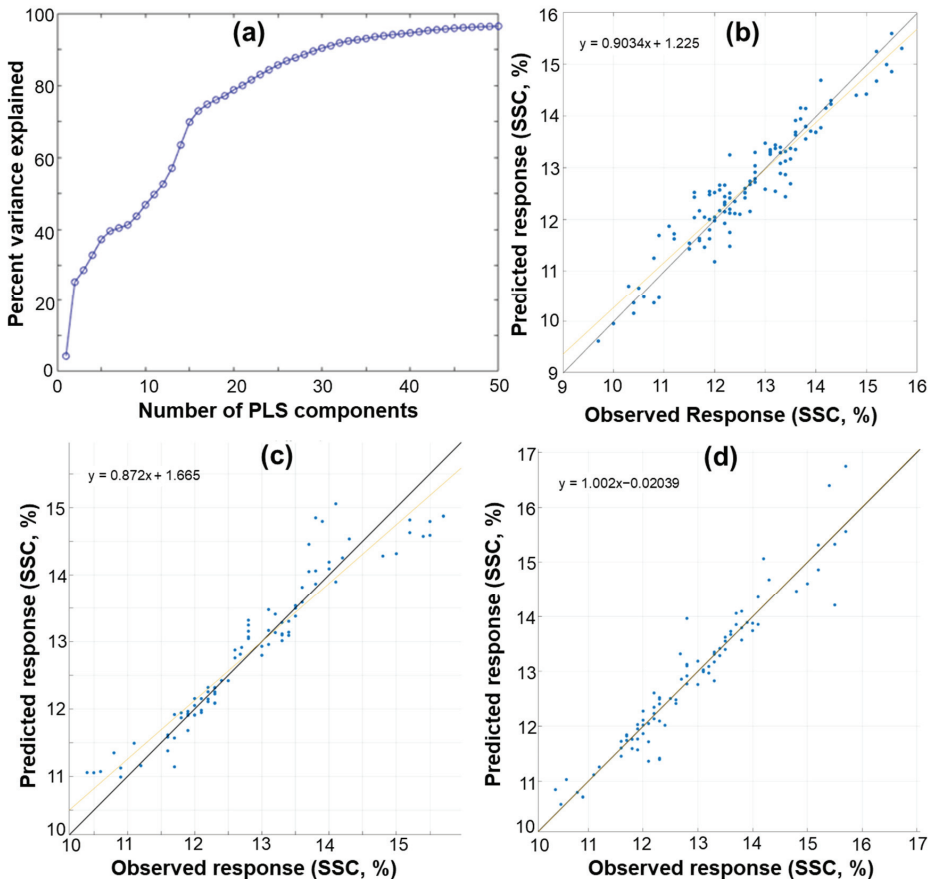 (a)
Percent variance explained
100
80
60
40
20
0
0 10 20 30 40 50
Number of PLS components
(b)
y = 0.9034x + 1.225
Predicted response (SSC, %)
16
15
14
13
12
11
10
9
9 10 11 12 13 14 15 16
Observed Response (SSC, %)
(c)
y = 0.872x + 1.665
Predicted response (SSC, %)
15
14
13
12
11
10
10 11 12 13 14 15
Observed response (SSC, %)
(d)
y = 1.002x−0.02039
Predicted response (SSC, %)
17
16
15
14
13
12
11
10
10 11 12 13 14 15 16 17
Observed response (SSC, %)